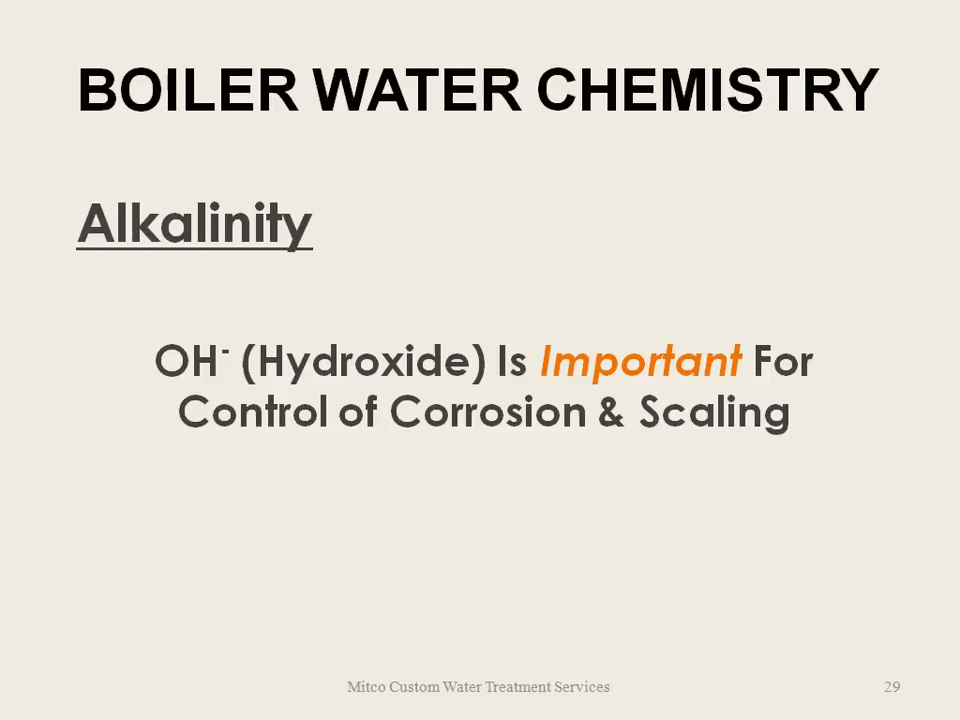 BOILER WATER CHEMISTRY
Alkalinity
OH⁻ (Hydroxide) Is Important For
Control of Corrosion & Scaling
Mitco Custom Water Treatment Services
29